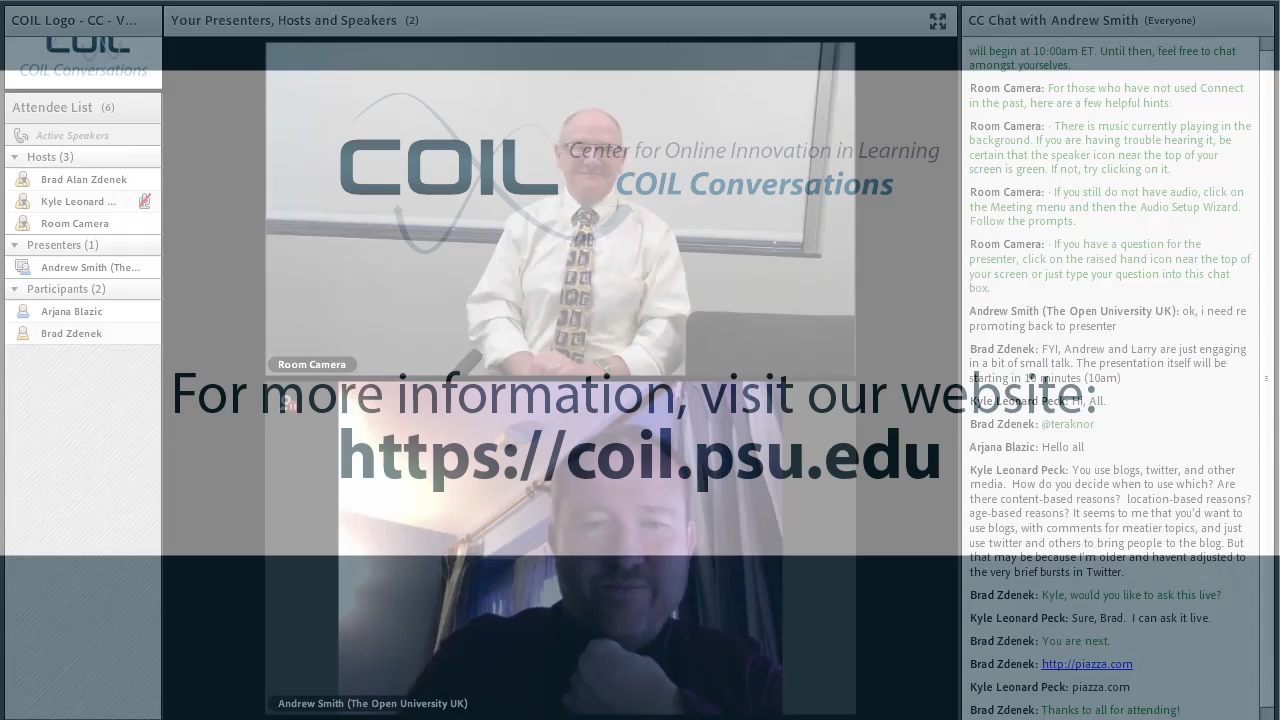 COIL Logo - CC - V...
COIL
COIL Conversations
Attendee List (6)
Active Speakers
Hosts (3)
Brad Alan Zdenek
Kyle Leonard ...
Room Camera
Presenters (1)
Andrew Smith (The...
Participants (2)
Arjana Blazic
Brad Zdenek
Your Presenters, Hosts and Speakers (2)
COIL
Center for Online Innovation in Learning
COIL Conversations
Room Camera
For more information, visit our website:
https://coil.psu.edu
Andrew Smith (The Open University UK)
CC Chat with Andrew Smith (Everyone)
will begin at 10:00am ET. Until then, feel free to chat
amongst yourselves.
Room Camera: For those who have not used Connect
in the past, here are a few helpful hints:
Room Camera: - There is music currently playing in the
background. If you are having trouble hearing it, be
certain that the speaker icon near the top of your
screen is green. If not, try clicking on it.
Room Camera: - If you still do not have audio, click on
the Meeting menu and then the Audio Setup Wizard.
Follow the prompts.
Room Camera: - If you have a question for the
presenter, click on the raised hand icon near the top of
your screen or just type your question into this chat
box.
Andrew Smith (The Open University UK): ok, i need re
promoting back to presenter
Brad Zdenek: FYI, Andrew and Larry are just engaging
in a bit of small talk. The presentation itself will be
starting in 10 minutes (10am)
Kyle Leonard Peck: Hi, All.
Brad Zdenek: @teraknor
Arjana Blazic: Hello all
Kyle Leonard Peck: You use blogs, twitter, and other
media. How do you decide when to use which? Are
there content-based reasons? location-based reasons?
age-based reasons? It seems to me that you'd want to
use blogs, with comments for meatier topics, and just
use twitter and others to bring people to the blog. But
that may be because i'm older and havent adjusted to
the very brief bursts in Twitter.
Brad Zdenek: Kyle, would you like to ask this live?
Kyle Leonard Peck: Sure, Brad. I can ask it live.
Brad Zdenek: You are next.
Brad Zdenek: http://piazza.com
Kyle Leonard Peck: piazza.com
Brad Zdenek: Thanks to all for attending!